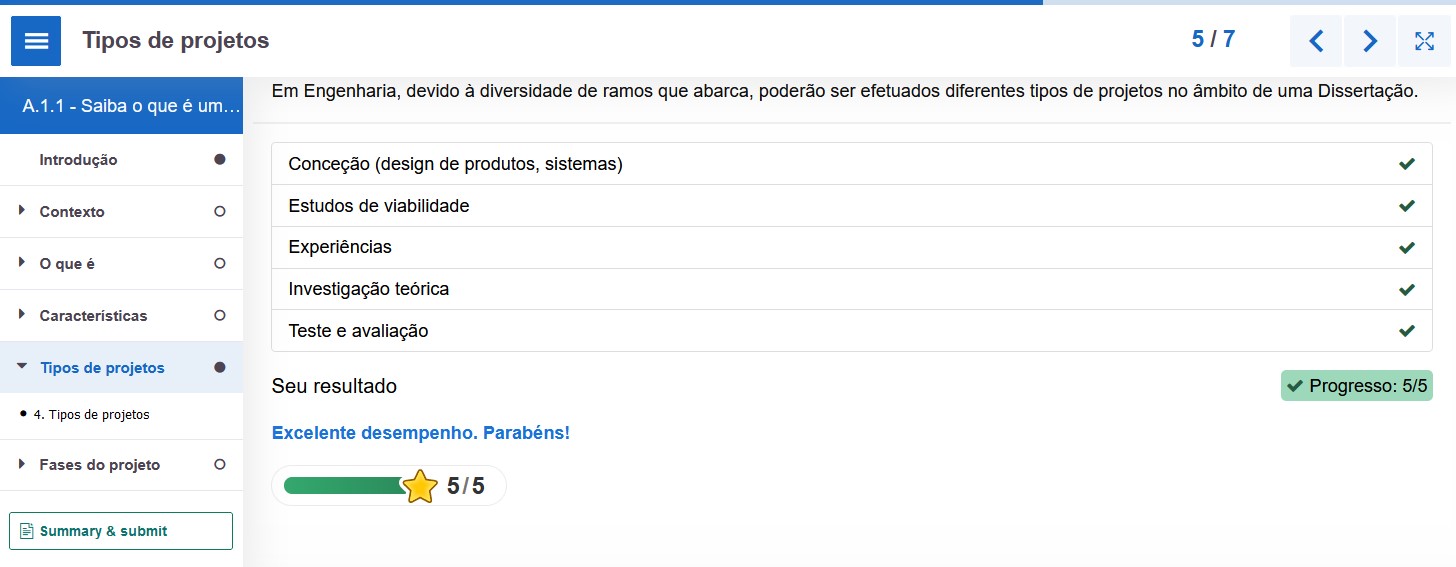 Tipos de projetos
5 / 7
A.1.1 - Saiba o que é um...
Introdução
Contexto
O que é
Características
Tipos de projetos
4. Tipos de projetos
Fases do projeto
Summary & submit
Em Engenharia, devido à diversidade de ramos que abarca, poderão ser efetuados diferentes tipos de projetos no âmbito de uma Dissertação.
Conceção (design de produtos, sistemas)
Estudos de viabilidade
Experiências
Investigação teórica
Teste e avaliação
Seu resultado
Progresso: 5/5
Excelente desempenho. Parabéns!
5/5